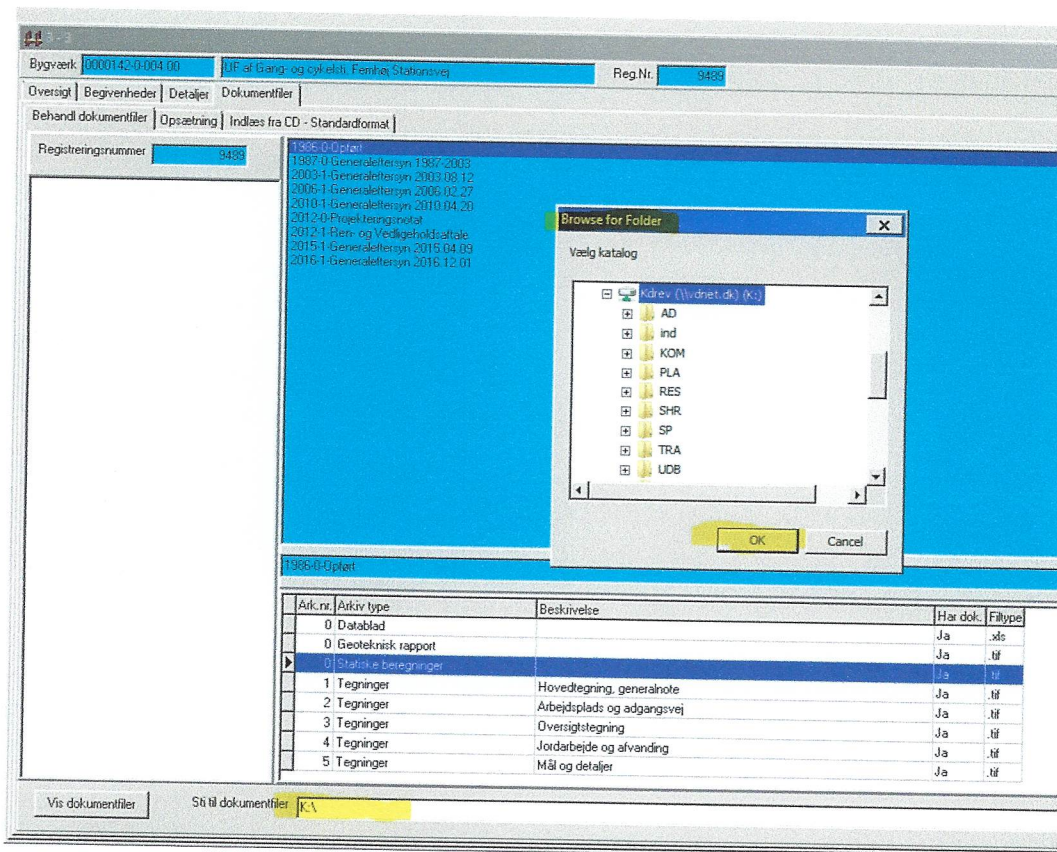 3 - 3
Bygværk 0000142-0-004.00 UF af Gang- og cykelsti, Femhøj Stationsvej Reg.Nr. 9489
Oversigt Begivenheder Detaljer Dokumentfiler
Behandl dokumentfiler Opsætning Indlæs fra CD - Standardformat
Registreringsnummer 9489
1986-0-Opført
1987-0-Generaleftersyn 1987-2003
2003-1-Generaleftersyn 2003.08.12
2006-1-Generaleftersyn 2006.02.27
2010-1-Generaleftersyn 2010.04.20
2012-0-Projekteringsnotat
2012-1-Ren- og Vedligeholdsaftale
2015-1-Generaleftersyn 2015.04.09
2016-1-Generaleftersyn 2016.12.01
Browse for Folder
Vælg katalog
Kdrev (\\vdnet.dk) (K:)
AD
ind
KOM
PLA
RES
SHR
SP
TRA
UDB
OK Cancel
1986-0-Opført
Ark.nr. Arkiv type Beskrivelse Har dok. Filtype
0 Datablad Ja .xls
0 Geoteknisk rapport Ja .tif
0 Statiske beregninger Ja .tif
1 Tegninger Hovedtegning, generalnote Ja .tif
2 Tegninger Arbejdsplads og adgangsvej Ja .tif
3 Tegninger Oversigtstegning Ja .tif
4 Tegninger Jordarbejde og afvanding Ja .tif
5 Tegninger Mål og detaljer Ja .tif
Vis dokumentfiler Sti til dokumentfiler K:\